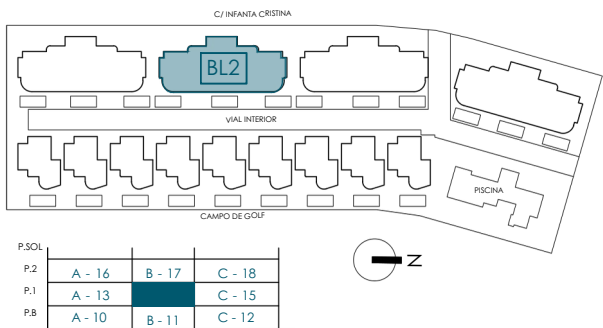 C/ INFANTA CRISTINA
BL2
VIAL INTERIOR
PISCINA
CAMPO DE GOLF
N
P.SOL
P.2 A - 16 B - 17 C - 18
P.1 A - 13 C - 15
P.B A - 10 B - 11 C - 12